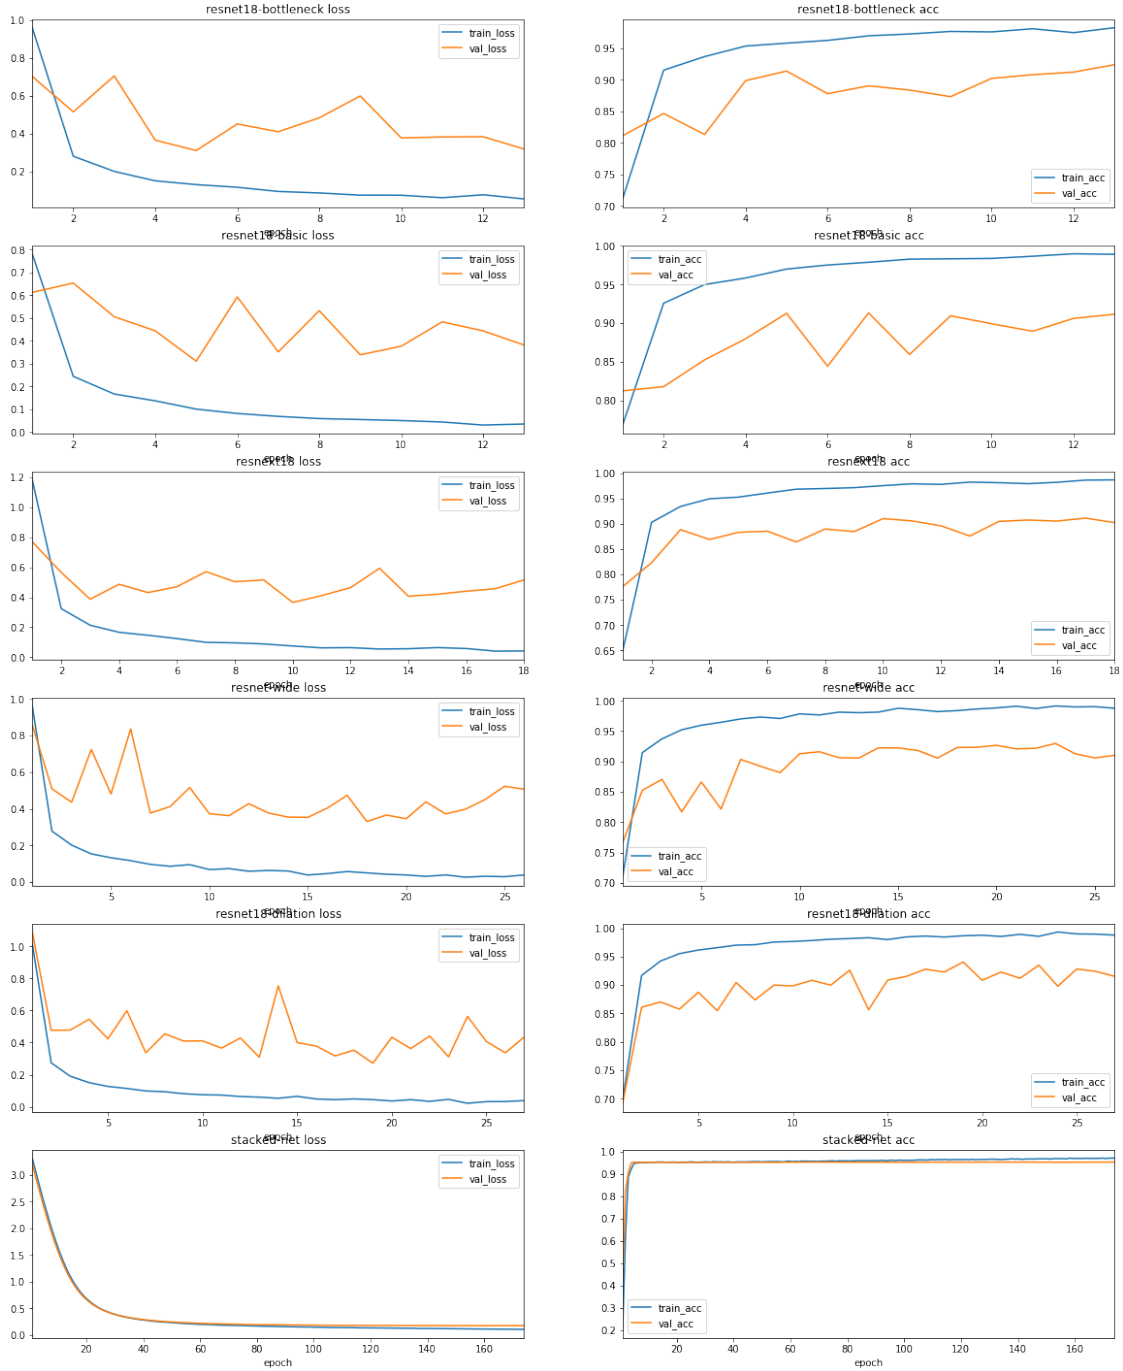 resnet18-bottleneck loss
1.0
0.8
0.6
0.4
0.2
train_loss
val_loss
2 4 6 8 10 12
epoch
resnet18-bottleneck acc
0.95
0.90
0.85
0.80
0.75
0.70
train_acc
val_acc
2 4 6 8 10 12
epoch
resnet18-basic loss
0.8
0.7
0.6
0.5
0.4
0.3
0.2
0.1
0.0
train_loss
val_loss
2 4 6 8 10 12
epoch
resnet18-basic acc
1.00
0.95
0.90
0.85
0.80
train_acc
val_acc
2 4 6 8 10 12
epoch
resnext18 loss
1.2
1.0
0.8
0.6
0.4
0.2
0.0
train_loss
val_loss
2 4 6 8 10 12 14 16 18
epoch
resnext18 acc
1.00
0.95
0.90
0.85
0.80
0.75
0.70
0.65
train_acc
val_acc
2 4 6 8 10 12 14 16 18
epoch
resnet-wide loss
1.0
0.8
0.6
0.4
0.2
0.0
train_loss
val_loss
5 10 15 20 25
epoch
resnet-wide acc
1.00
0.95
0.90
0.85
0.80
0.75
0.70
train_acc
val_acc
5 10 15 20 25
epoch
resnet18-dilation loss
1.0
0.8
0.6
0.4
0.2
0.0
train_loss
val_loss
5 10 15 20 25
epoch
resnet18-dilation acc
1.00
0.95
0.90
0.85
0.80
0.75
0.70
train_acc
val_acc
5 10 15 20 25
epoch
stacked-net loss
3.0
2.5
2.0
1.5
1.0
0.5
0.0
train_loss
val_loss
20 40 60 80 100 120 140 160
epoch
stacked-net acc
1.0
0.9
0.8
0.7
0.6
0.5
0.4
0.3
0.2
train_acc
val_acc
20 40 60 80 100 120 140 160
epoch